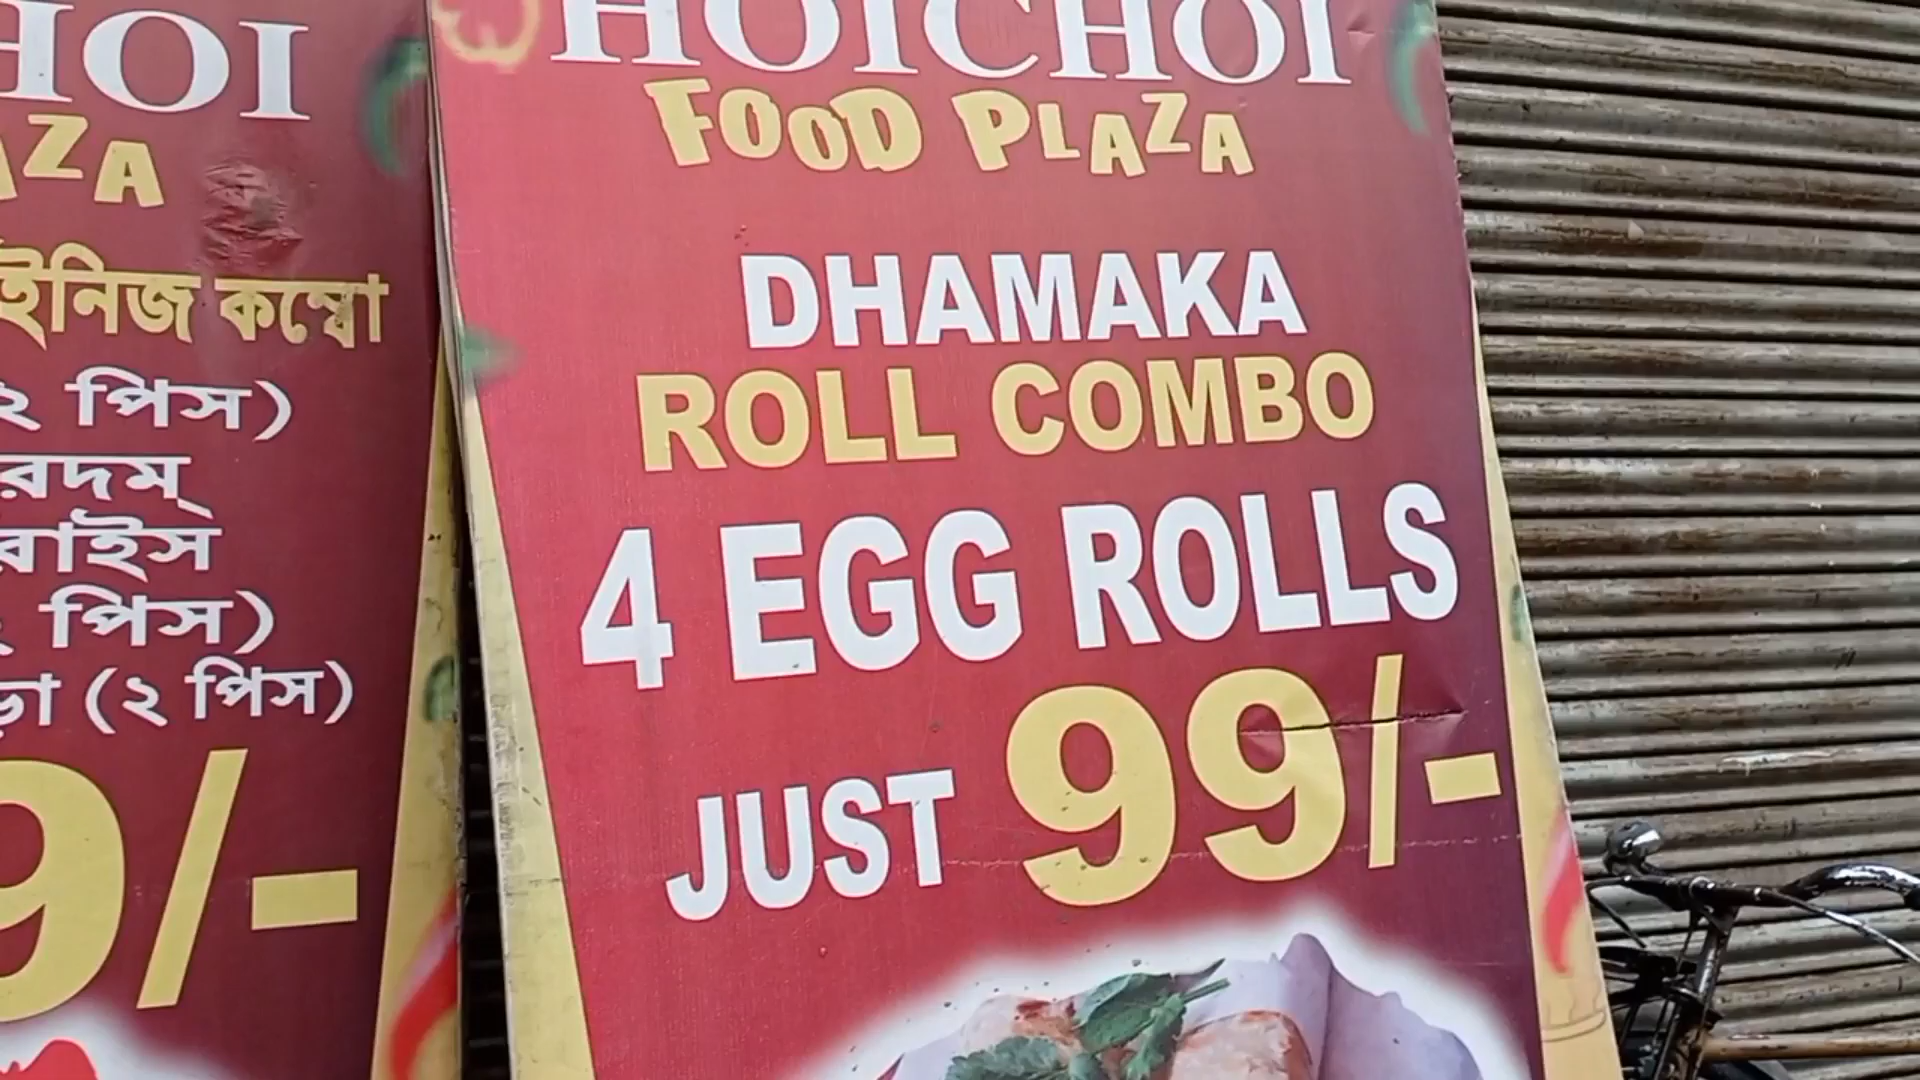 HOI
AZA
ইনিজ কম্বো
২ পিস)
রদম্
রাইস
২ পিস)
ড়া (২ পিস)
9/-
HOICHOI
FOOD PLAZA
DHAMAKA
ROLL COMBO
4 EGG ROLLS
JUST 99/-